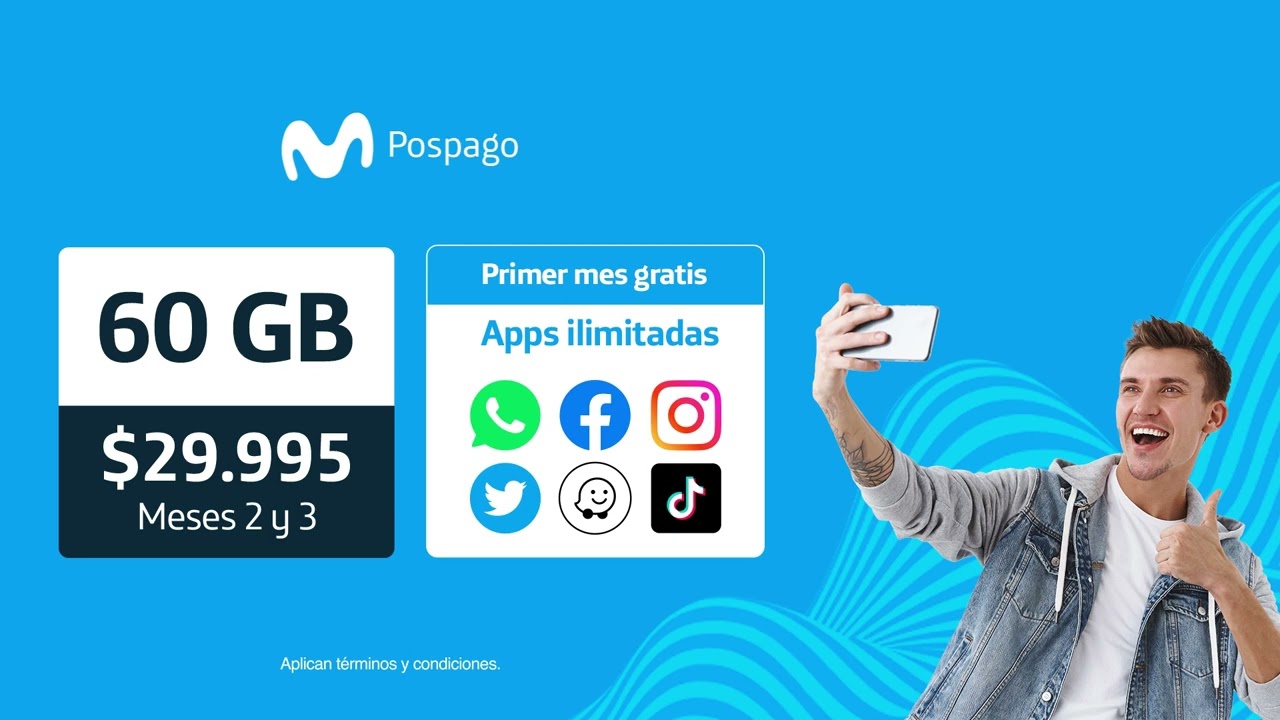 Pospago
60 GB
$29.995
Meses 2 y 3
Primer mes gratis
Apps ilimitadas
Aplican términos y condiciones.